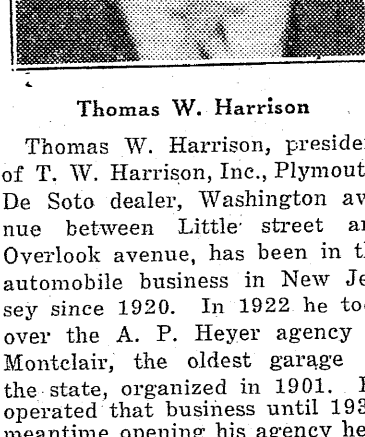 Thomas W. Harrison
Thomas W. Harrison, preside
of T. W. Harrison, Inc., Plymout
De Soto dealer, Washington av
nue between Little street a
Overlook avenue, has been in t
automobile business in New Je
sey since 1920. In 1922 he to
over the A. P. Heyer agency
Montclair, the oldest garage
the state, organized in 1901.
operated that business until 193
meantime opening his agency he